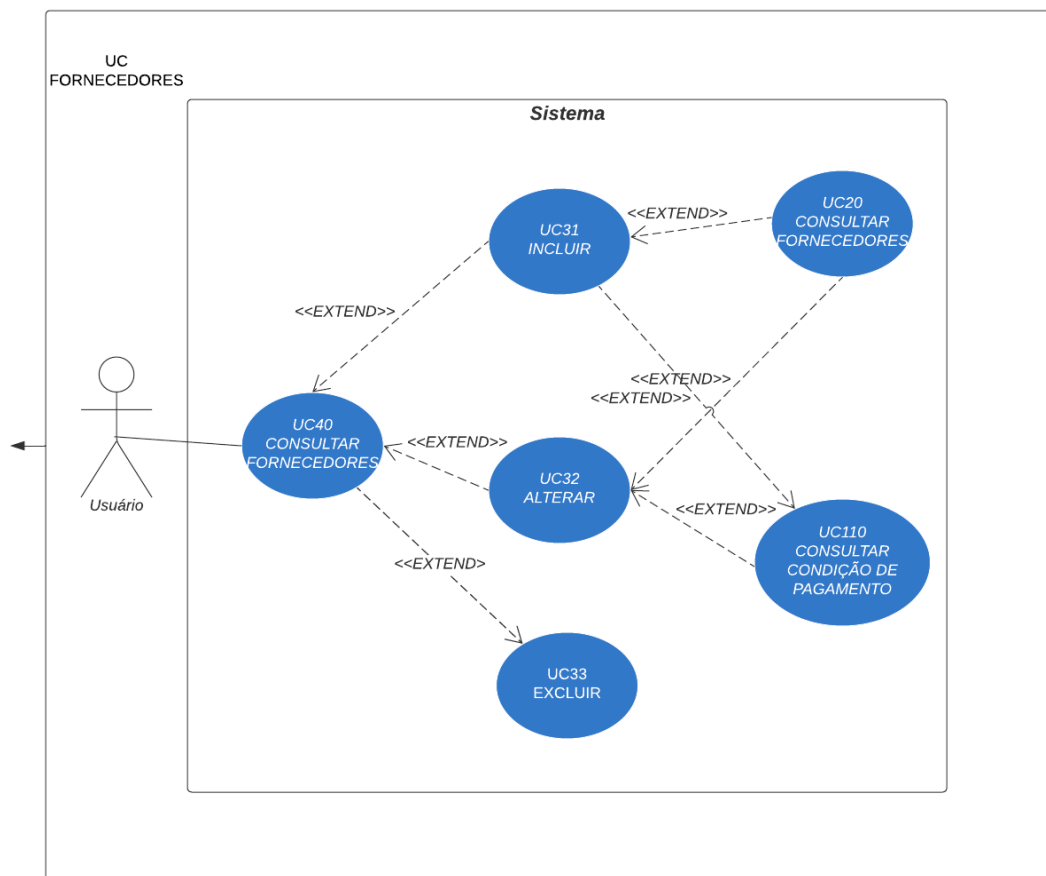 UC
FORNECEDORES
Sistema
UC31
INCLUIR
<<EXTEND>>
UC20
CONSULTAR
FORNECEDORES
<<EXTEND>>
<<EXTEND>>
<<EXTEND>>
UC40
CONSULTAR
FORNECEDORES
<<EXTEND>>
UC32
ALTERAR
<<EXTEND>>
UC110
CONSULTAR
CONDIÇÃO DE
PAGAMENTO
Usuário
<<EXTEND>
UC33
EXCLUIR